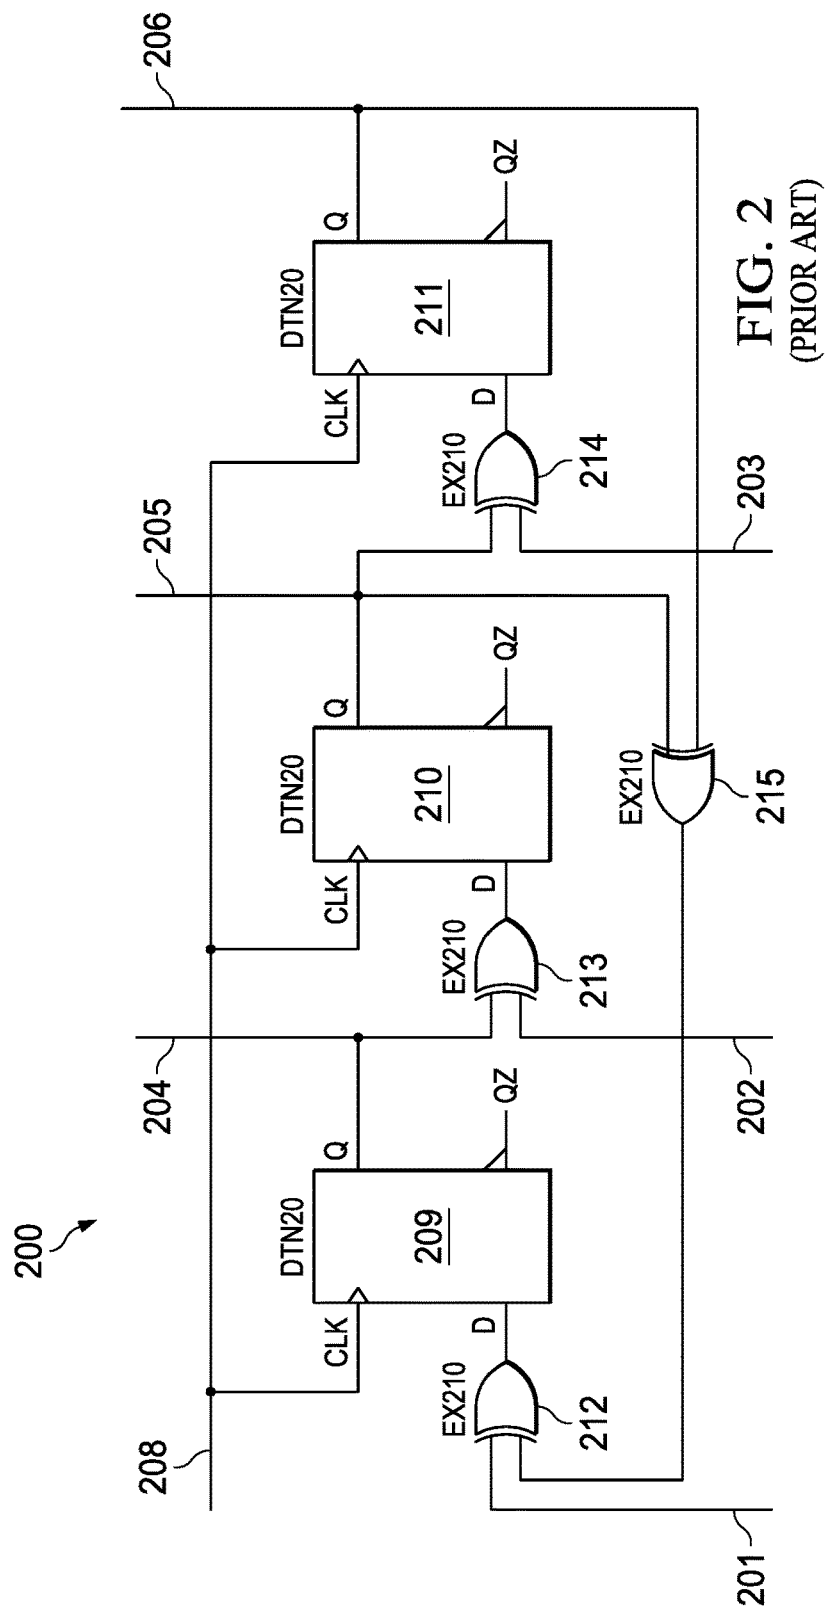 200
208
204
205
206
DTN20
CLK
Q
209
D
QZ
EX210
212
DTN20
CLK
Q
210
D
QZ
EX210
213
DTN20
CLK
Q
211
D
QZ
EX210
214
EX210
215
201
202
203
FIG. 2
(PRIOR ART)